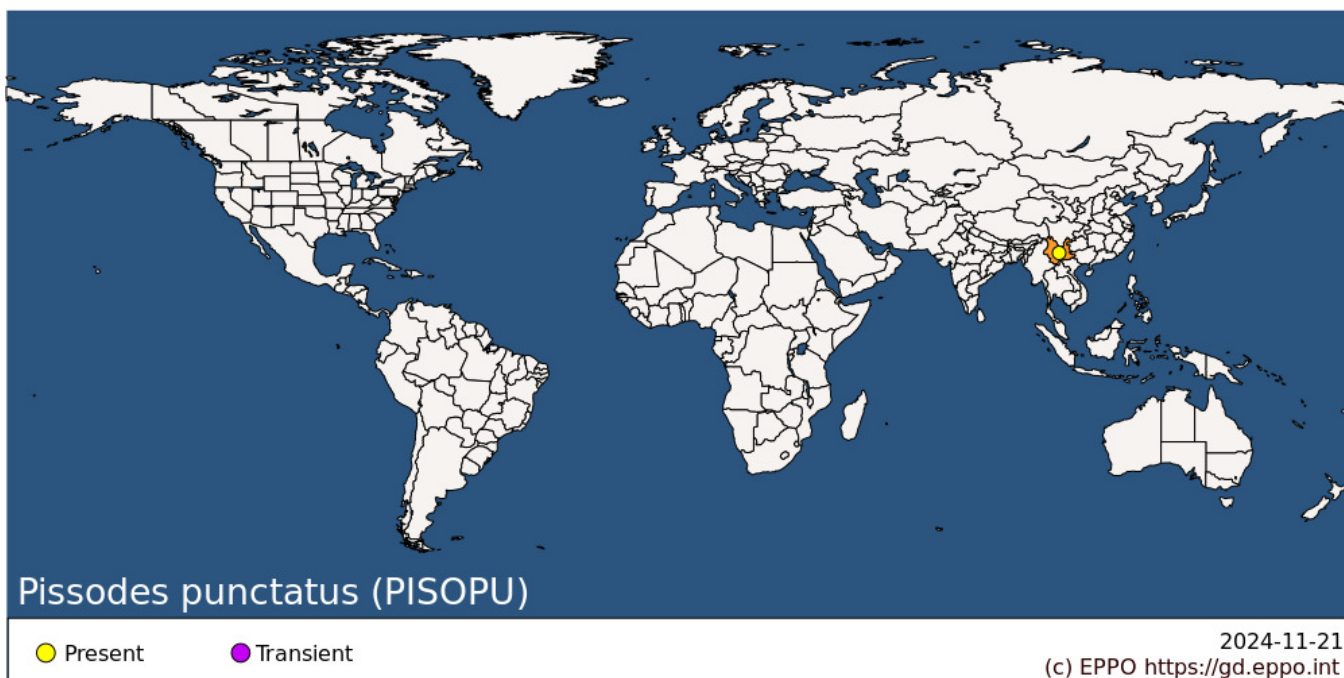 Pissodes punctatus (PISOPU)
Present
Transient
2024-11-21
(c) EPPO https://gd.eppo.int